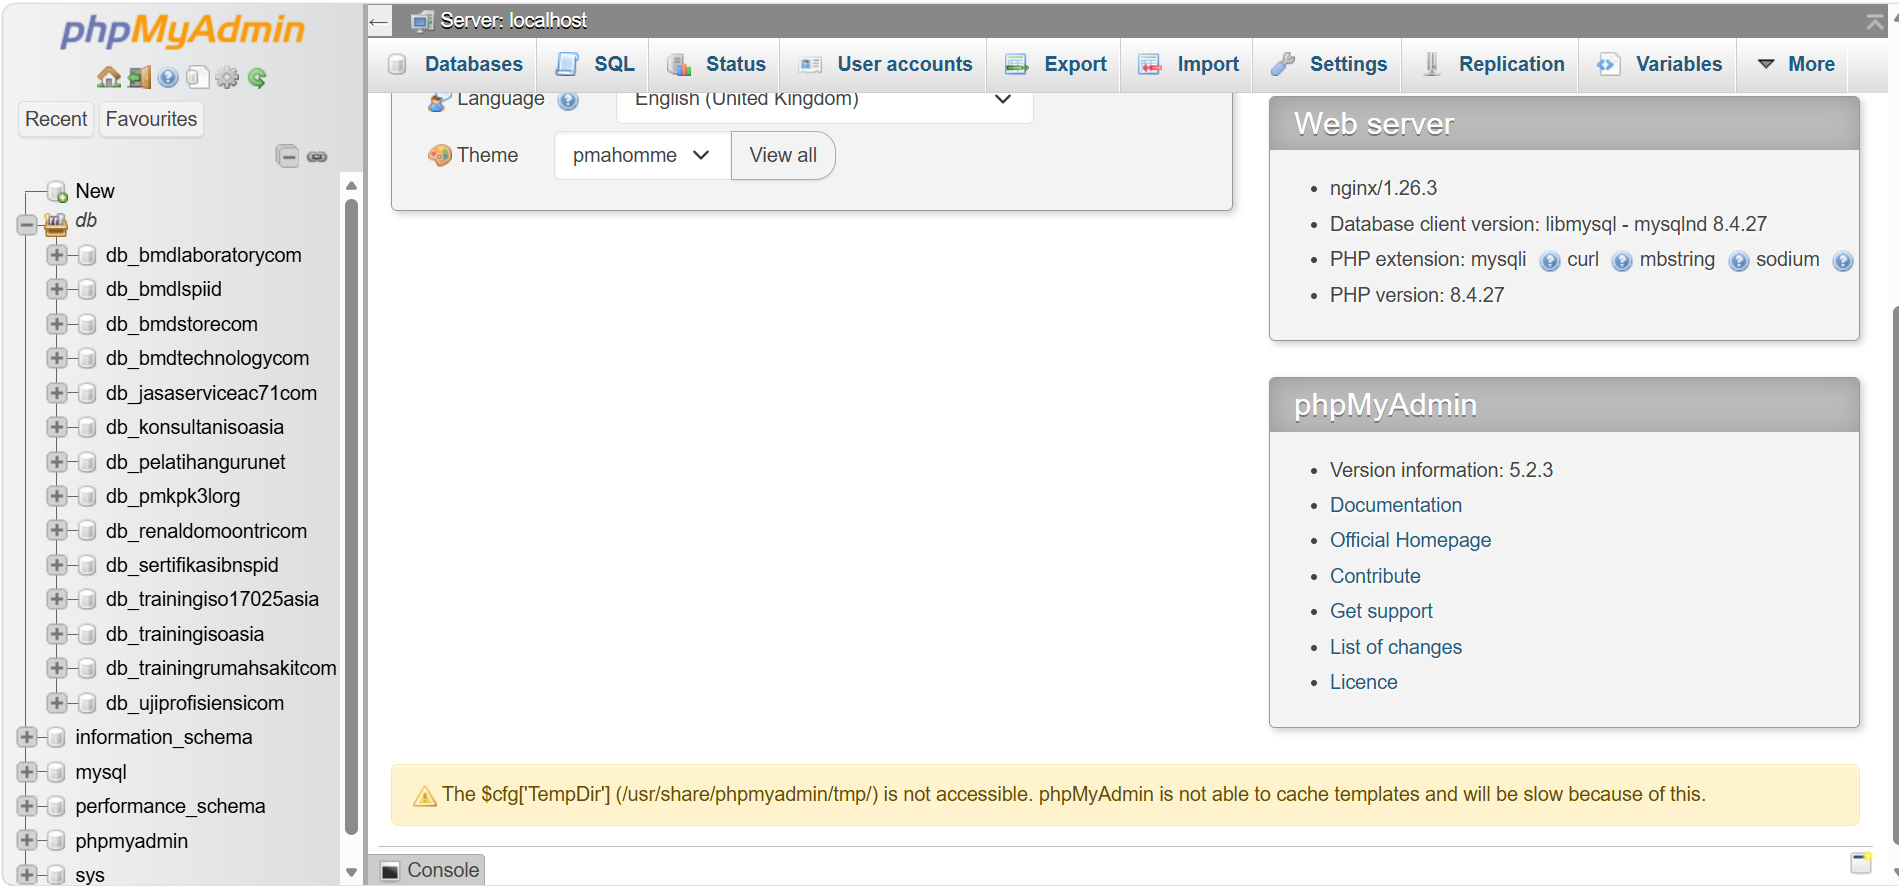 phpMyAdmin
Recent
Favourites
New
db
db_bmdlaboratorycom
db_bmdlspiid
db_bmdstorecom
db_bmdtechnologycom
db_jasaserviceac71com
db_konsultanisoasia
db_pelatihangurunet
db_pmkpk3lorg
db_renaldomoontricom
db_sertifikasibnspid
db_trainingiso17025asia
db_trainingisoasia
db_trainingrumahsakitcom
db_ujiprofisiensicom
information_schema
mysql
performance_schema
phpmyadmin
sys
Server: localhost
Databases SQL Status User accounts Export Import Settings Replication Variables More
Language English (United Kingdom)
Theme pmahomme View all
Web server
nginx/1.26.3
Database client version: libmysql - mysqlnd 8.4.27
PHP extension: mysqli curl mbstring sodium
PHP version: 8.4.27
phpMyAdmin
Version information: 5.2.3
Documentation
Official Homepage
Contribute
Get support
List of changes
Licence
The $cfg['TempDir'] (/usr/share/phpmyadmin/tmp/) is not accessible. phpMyAdmin is not able to cache templates and will be slow because of this.
Console